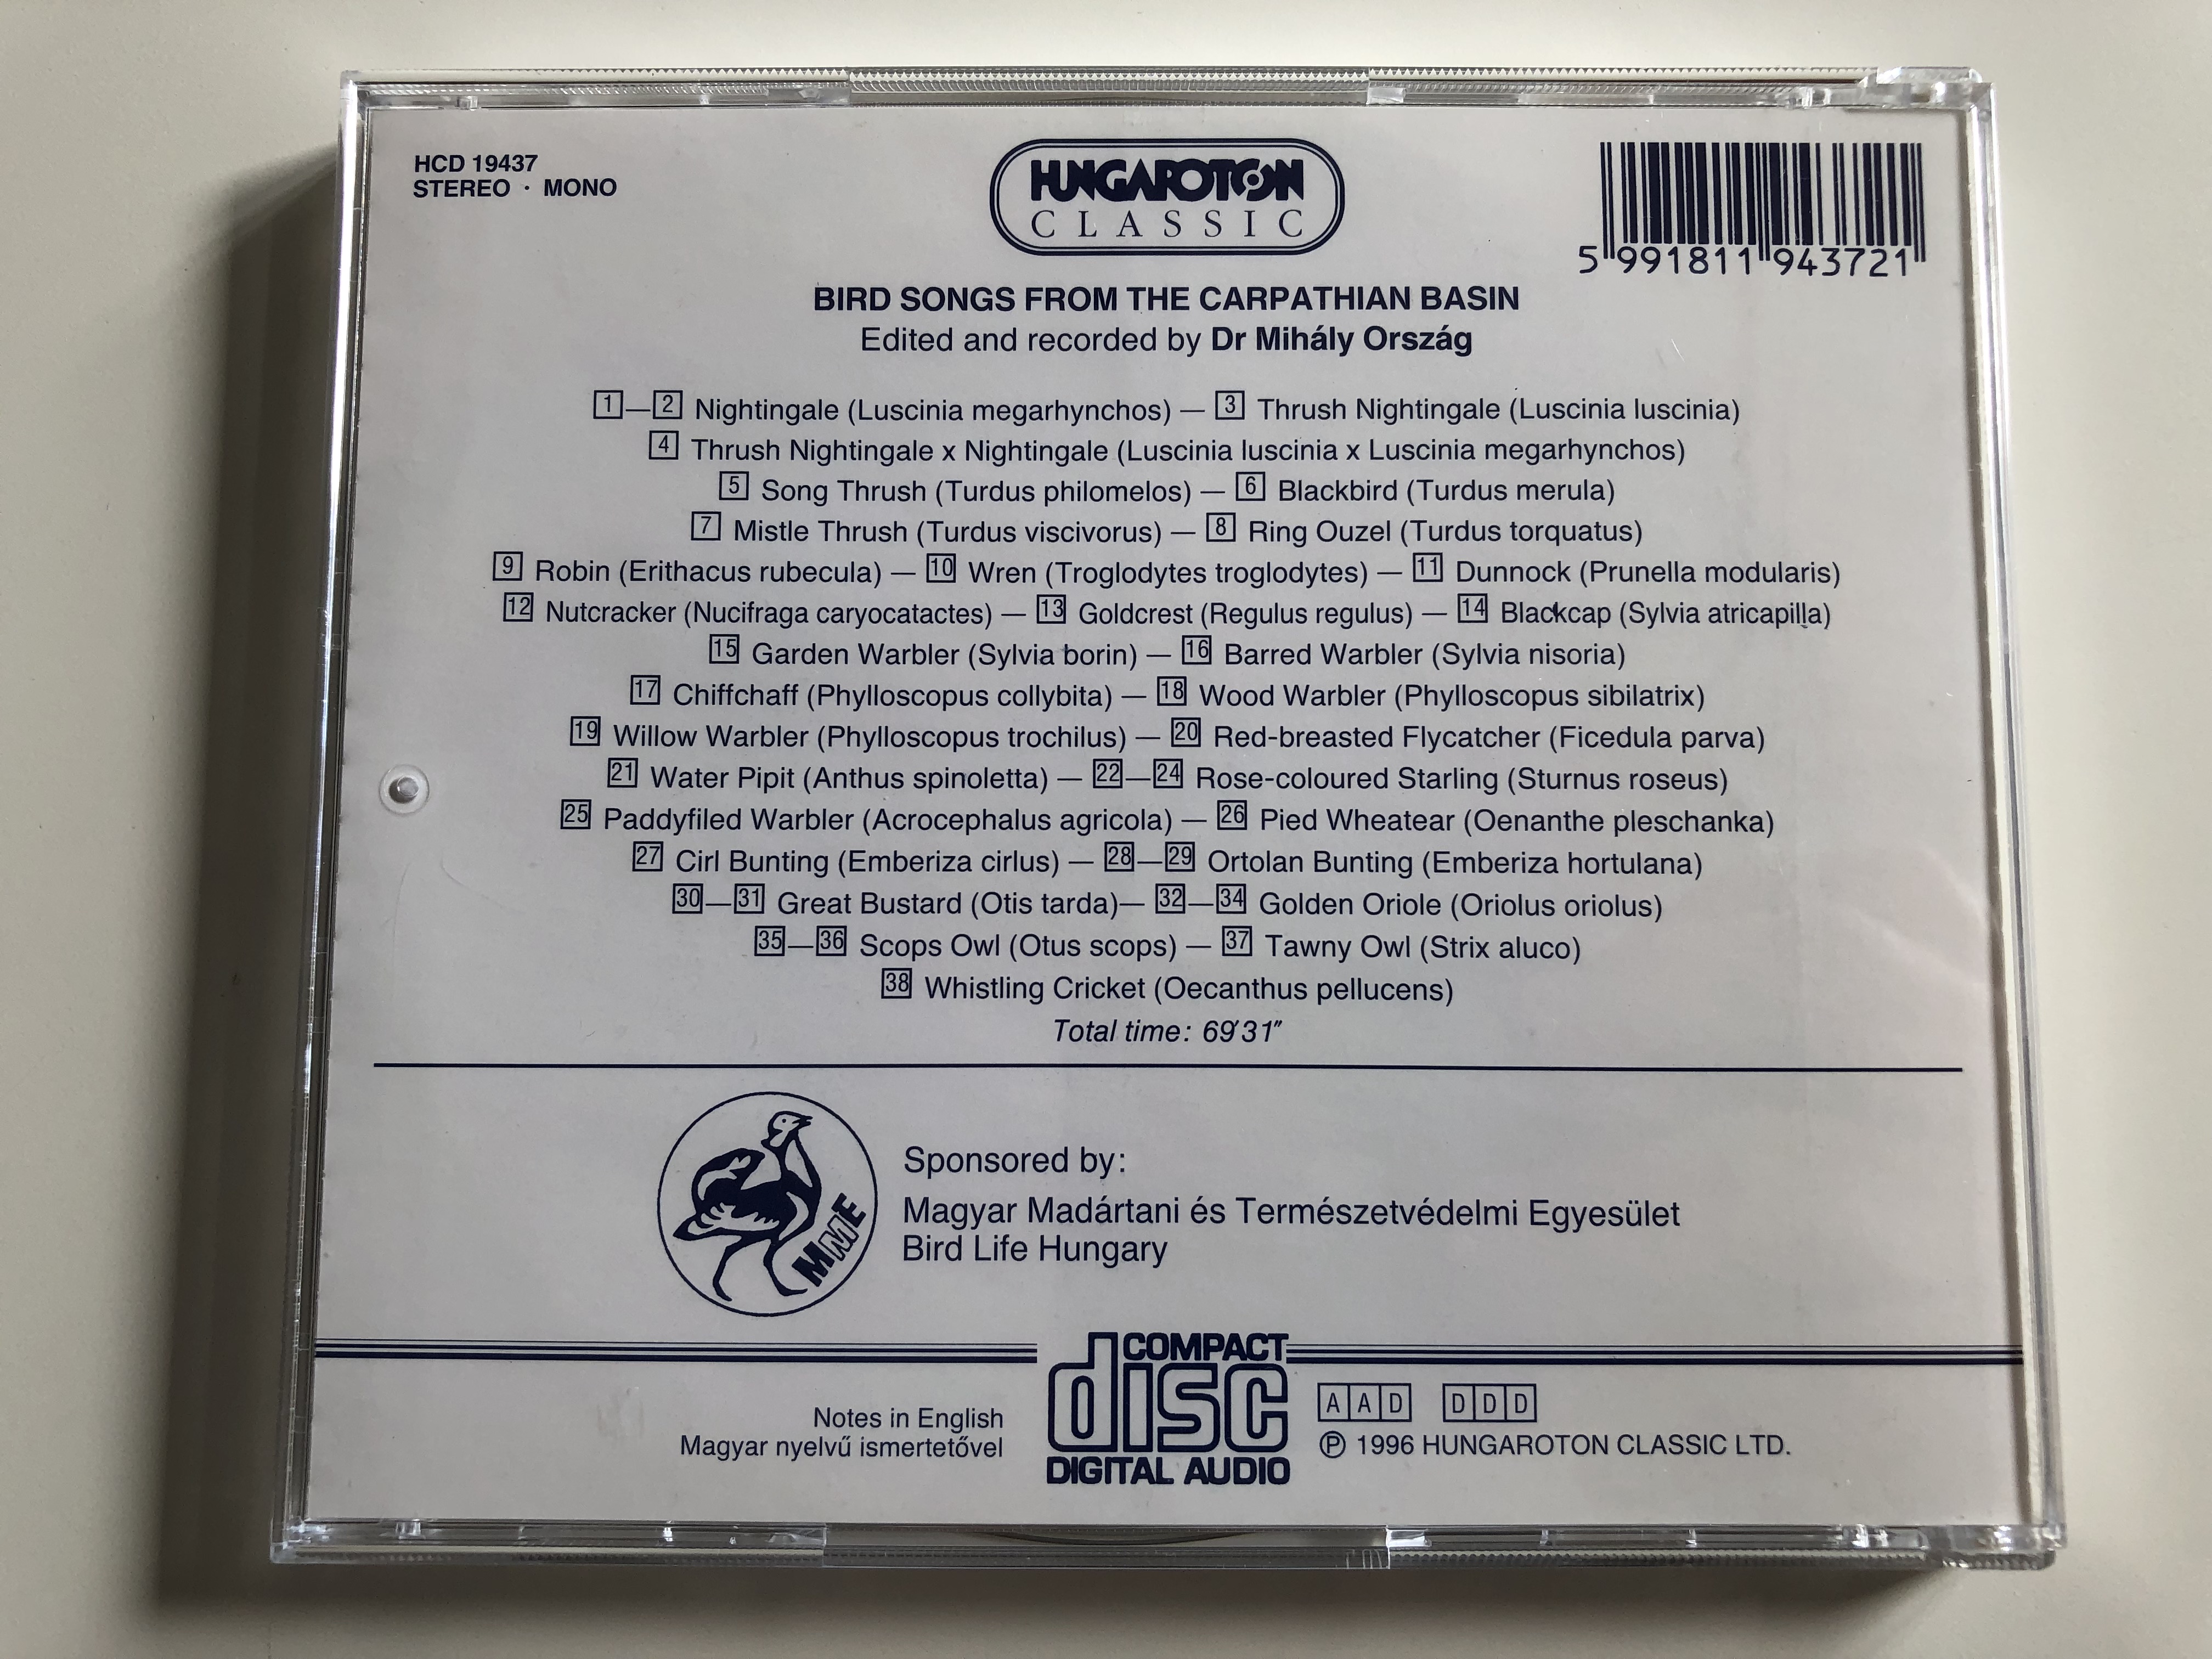 HCD 19437
STEREO · MONO
HUNGAROTON
CLASSIC
5 991811 943721
BIRD SONGS FROM THE CARPATHIAN BASIN
Edited and recorded by Dr MihályOrszág
1—2 Nightingale (Luscinia megarhynchos) — 3 Thrush Nightingale (Luscinia luscinia)
4 Thrush Nightingale x Nightingale (Luscinia luscinia x Luscinia megarhynchos)
5 Song Thrush (Turdus philomelos) — 6 Blackbird (Turdus merula)
7 Mistle Thrush (Turdus viscivorus) — 8 Ring Ouzel (Turdus torquatus)
9 Robin (Erithacus rubecula) — 10 Wren (Troglodytes troglodytes) — 11 Dunnock (Prunella modularis)
12 Nutcracker (Nucifraga caryocatactes) — 13 Goldcrest (Regulus regulus) — 14 Blackcap (Sylvia atricapilla)
15 Garden Warbler (Sylvia borin) — 16 Barred Warbler (Sylvia nisoria)
17 Chiffchaff (Phylloscopus collybita) — 18 Wood Warbler (Phylloscopus sibilatrix)
19 Willow Warbler (Phylloscopus trochilus) — 20 Red-breasted Flycatcher (Ficedula parva)
21 Water Pipit (Anthus spinoletta) — 22—24 Rose-coloured Starling (Sturnus roseus)
25 Paddyfiled Warbler (Acrocephalus agricola) — 26 Pied Wheatear (Oenanthe pleschanka)
27 Cirl Bunting (Emberiza cirlus) — 28—29 Ortolan Bunting (Emberiza hortulana)
30—31 Great Bustard (Otis tarda)— 32—34 Golden Oriole (Oriolus oriolus)
35—36 Scops Owl (Otus scops) — 37 Tawny Owl (Strix aluco)
38 Whistling Cricket (Oecanthus pellucens)
Total time: 69'31"
MME
Sponsored by:
Magyar Madártani és Természetvédelmi Egyesület
Bird Life Hungary
Notes in English
Magyar nyelvű ismertetővel
COMPACT
disc
DIGITAL AUDIO
AAD DDD
℗ 1996 HUNGAROTON CLASSIC LTD.